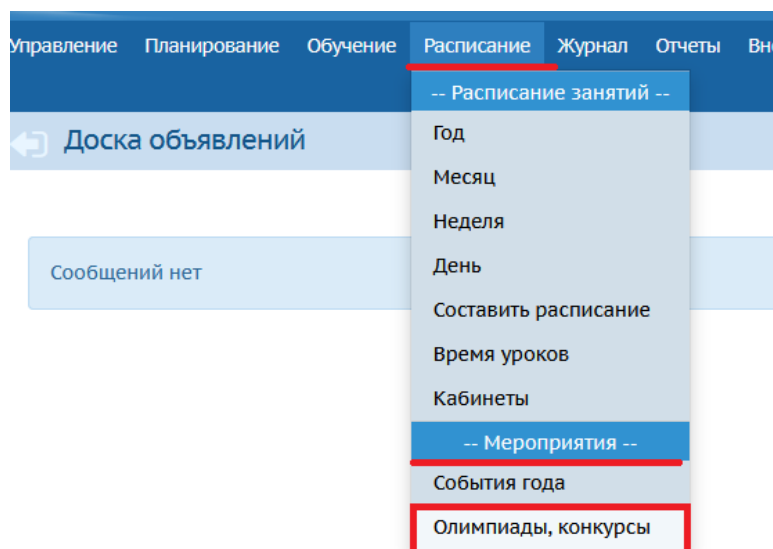 Управление Планирование Обучение Расписание Журнал Отчеты
-- Расписание занятий --
Доска объявлений
Год
Месяц
Неделя
Сообщений нет
День
Составить расписание
Время уроков
Кабинеты
-- Мероприятия --
События года
Олимпиады, конкурсы